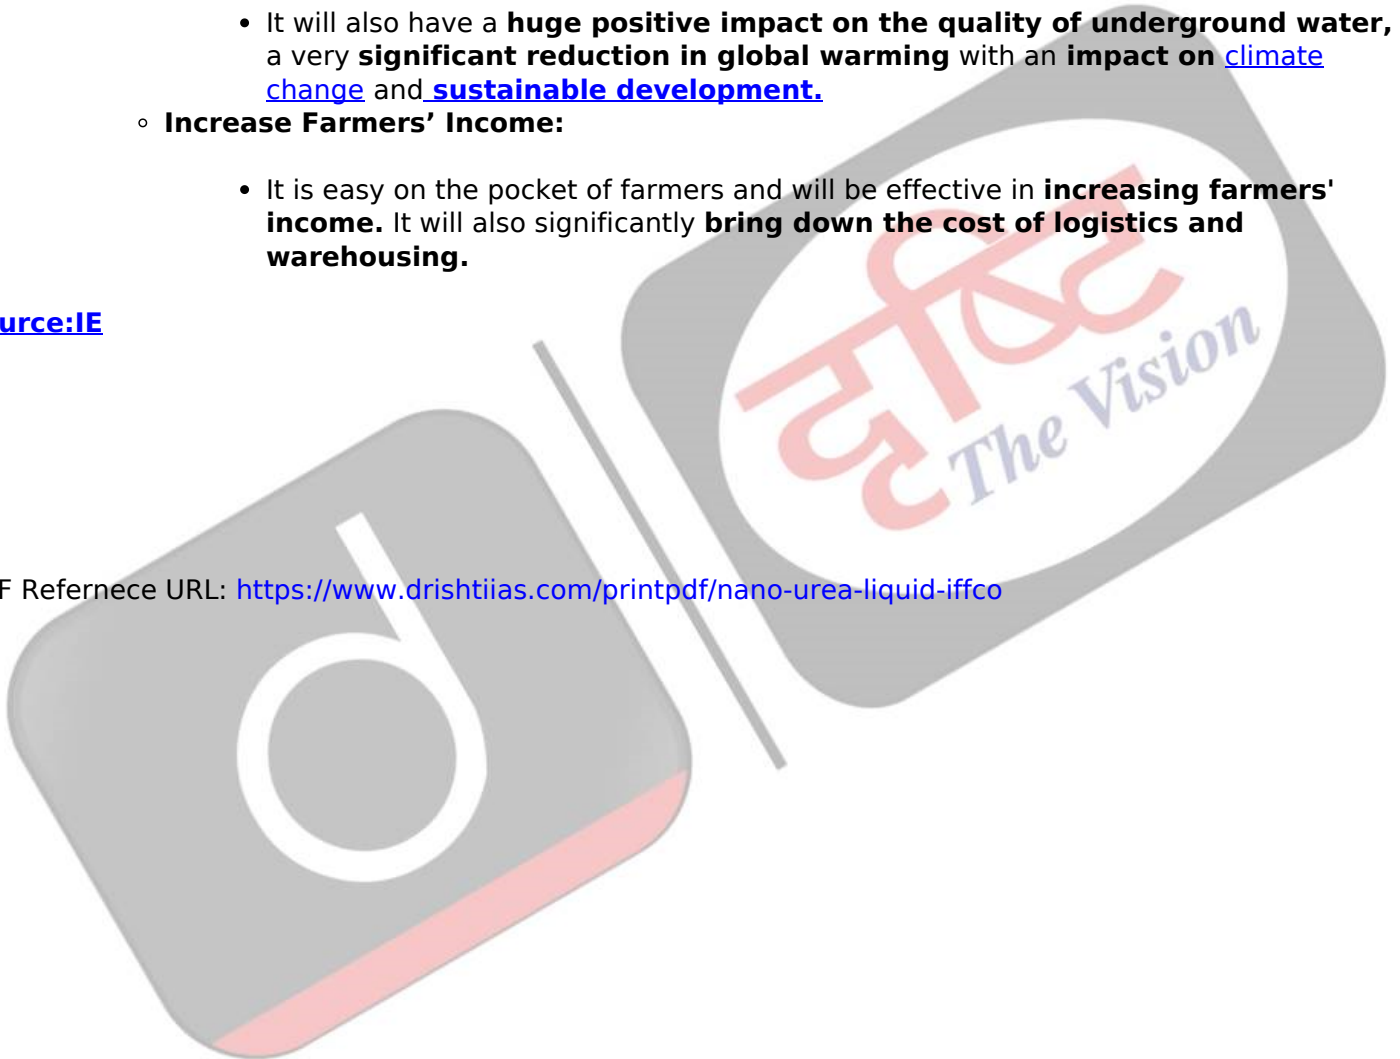 • It will also have a huge positive impact on the quality of underground water,
a very significant reduction in global warming with an impact on climate
change and sustainable development.
◦ Increase Farmers’ Income:
• It is easy on the pocket of farmers and will be effective in increasing farmers'
income. It will also significantly bring down the cost of logistics and
warehousing.
urce:IE
दृष्टि
The Vision
d
F Refernece URL: https://www.drishtiias.com/printpdf/nano-urea-liquid-iffco